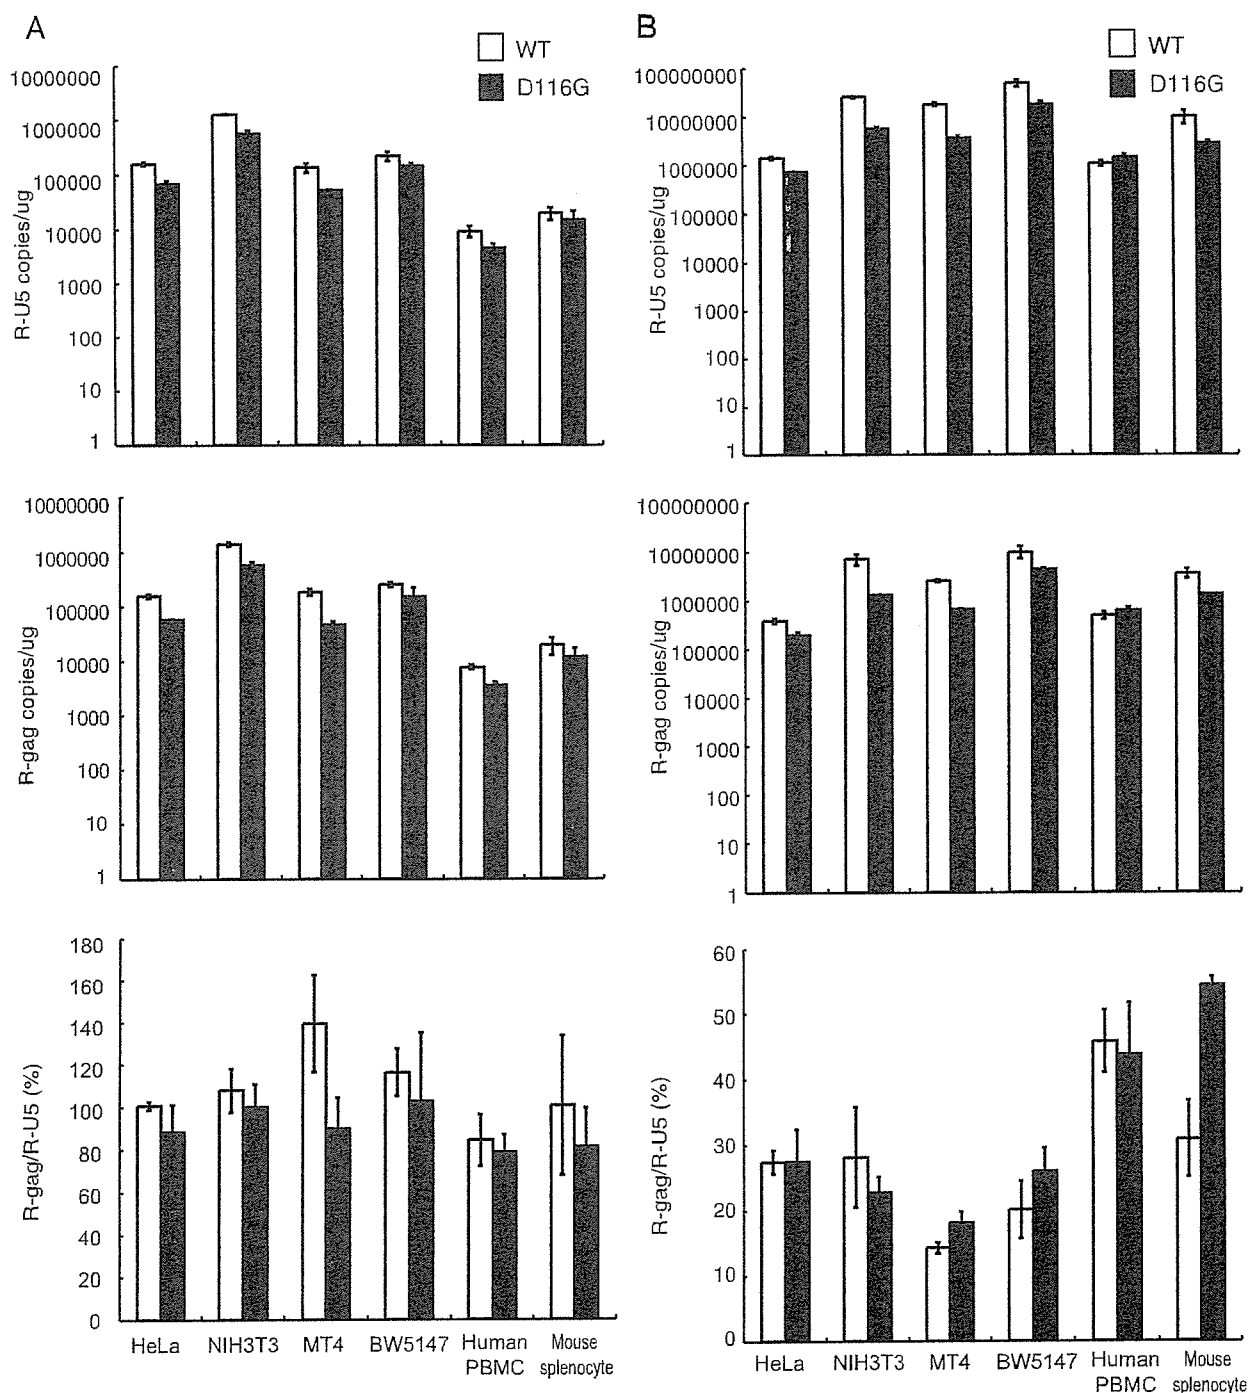 A
WT
D116G
R-U5 copies/ug
10000000
1000000
100000
10000
1000
100
10
1
R-gag copies/ug
10000000
1000000
100000
10000
1000
100
10
1
R-gag/R-U5 (%)
180
160
140
120
100
80
60
40
20
0
HeLa
NIH3T3
MT4
BW5147
Human
PBMC
Mouse
splenocyte
B
WT
D116G
R-U5 copies/ug
100000000
10000000
1000000
100000
10000
1000
100
10
1
R-gag copies/ug
100000000
10000000
1000000
100000
10000
1000
100
10
1
R-gag/R-U5 (%)
60
50
40
30
20
10
0
HeLa
NIH3T3
MT4
BW5147
Human
PBMC
Mouse
splenocyte